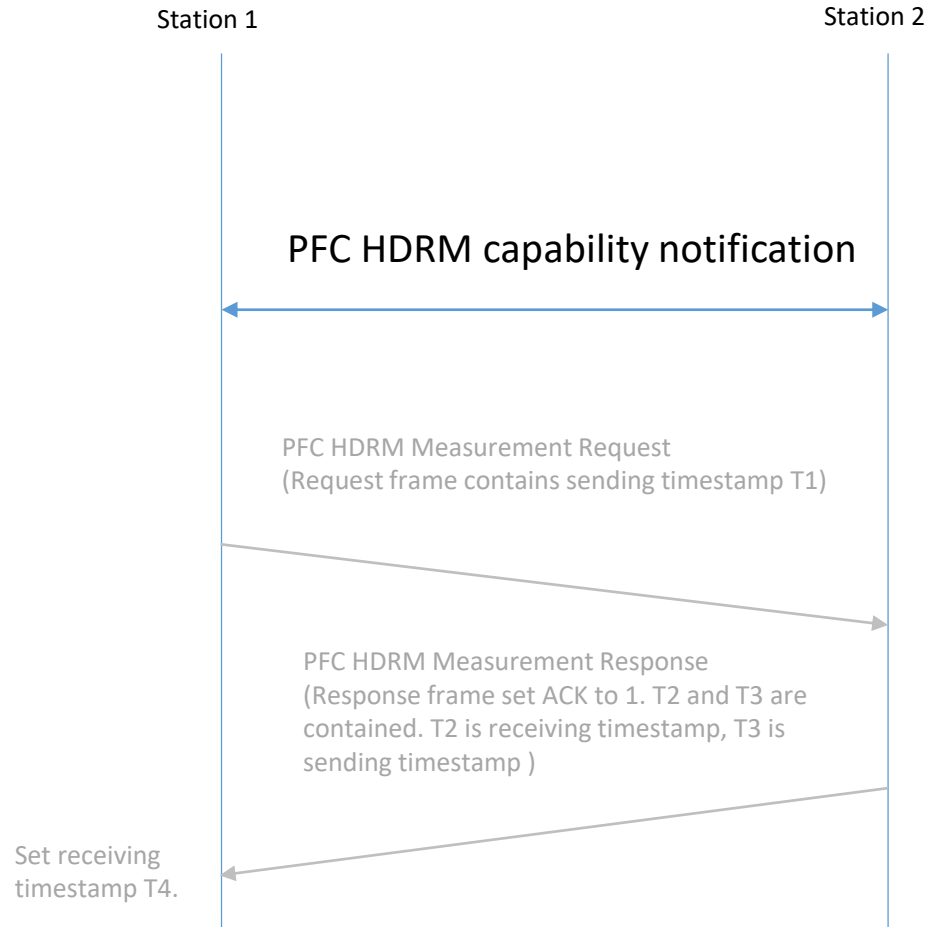 Station 1
Station 2
PFC HDRM capability notification
PFC HDRM Measurement Request
(Request frame contains sending timestamp T1)
PFC HDRM Measurement Response
(Response frame set ACK to 1. T2 and T3 are
contained. T2 is receiving timestamp, T3 is
sending timestamp )
Set receiving
timestamp T4.